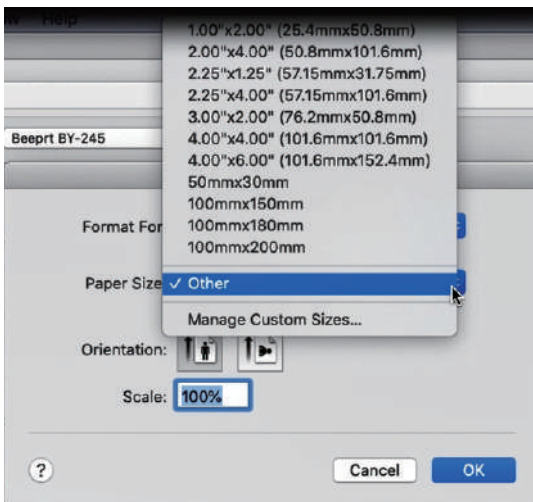 Help
1.00"x2.00" (25.4mmx50.8mm)
2.00"x4.00" (50.8mmx101.6mm)
2.25"x1.25" (57.15mmx31.75mm)
2.25"x4.00" (57.15mmx101.6mm)
3.00"x2.00" (76.2mmx50.8mm)
4.00"x4.00" (101.6mmx101.6mm)
4.00"x6.00" (101.6mmx152.4mm)
50mmx30mm
100mmx150mm
100mmx180mm
100mmx200mm
✓ Other
Manage Custom Sizes...
Beeprt BY-245
Format For
Paper Size
Orientation:
Scale: 100%
? Cancel OK